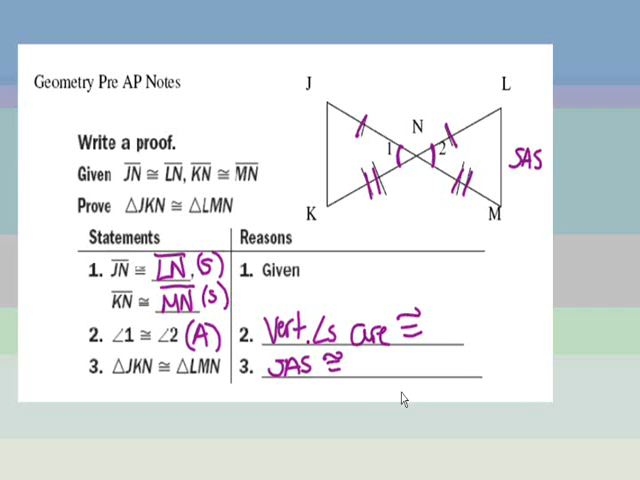 Geometry Pre AP Notes
J
L
N
Write a proof.
1
2
SAS
Given JN ≅ LN, KN ≅ MN
Prove △JKN ≅ △LMN
K
M
Statements
Reasons
1. JN ≅ LN (S)
1. Given
KN ≅ MN (S)
2. ∠1 ≅ ∠2 (A)
2. Vert. ∠s are ≅
3. △JKN ≅ △LMN
3. SAS ≅